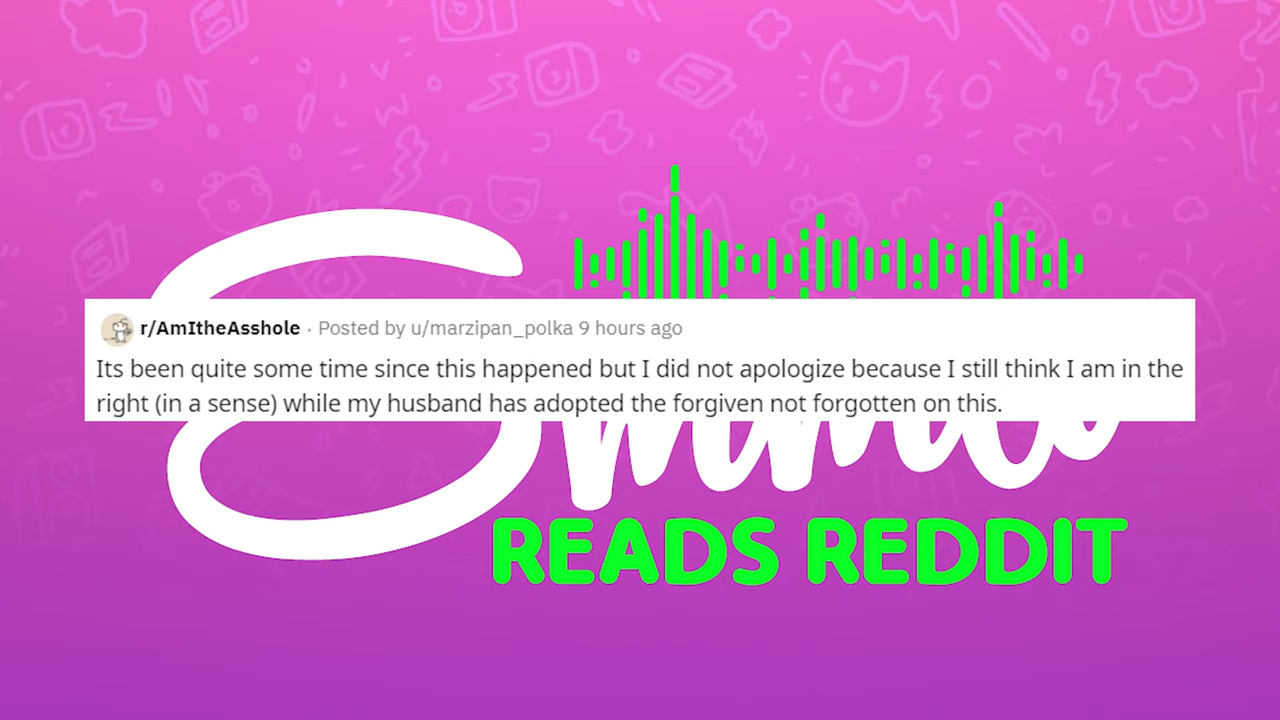 r/AmItheAsshole · Posted by u/marzipan_polka 9 hours ago
Its been quite some time since this happened but I did not apologize because I still think I am in the
right (in a sense) while my husband has adopted the forgiven not forgotten on this.
READS REDDIT